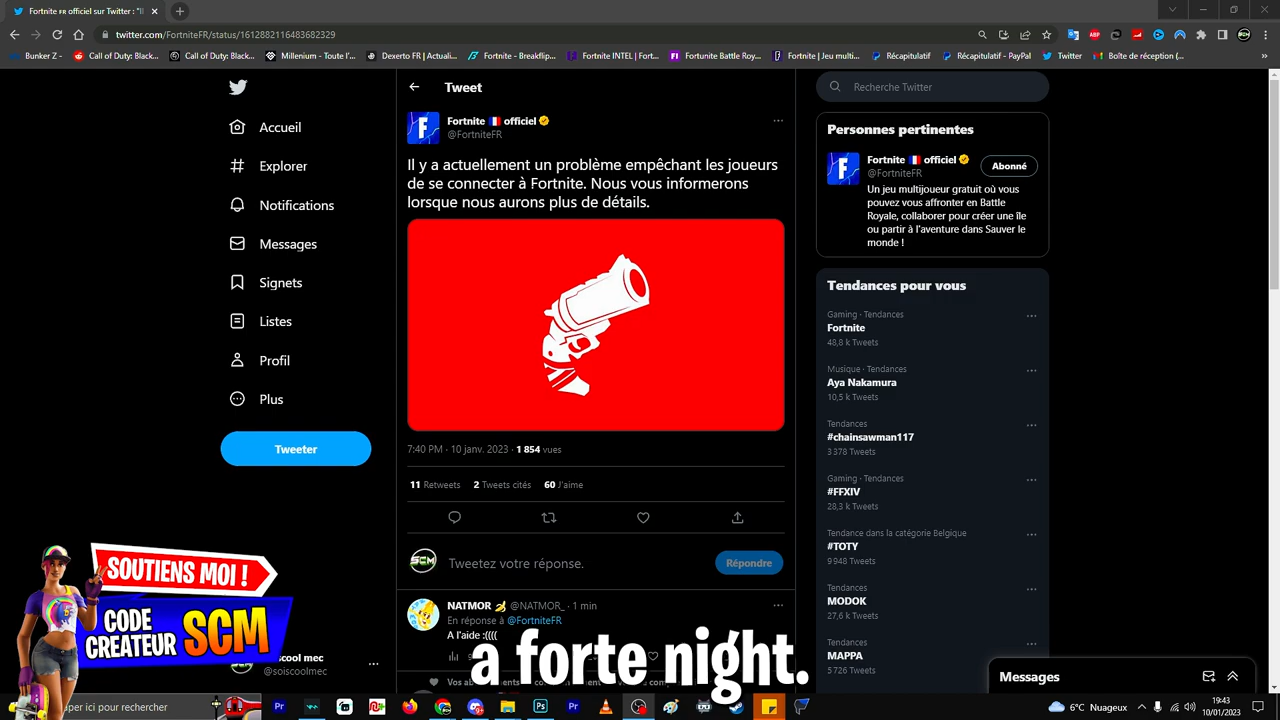 Fortnite FR officiel sur Twitter : "Il
twitter.com/FortniteFR/status/1612882116483682329
Bunker Z -
Call of Duty: Black...
Call of Duty: Black...
Millenium - Toute l'...
Dexerto FR | Actuali...
Fortnite - Breakflip...
Fortnite INTEL | Fort...
Fortunite Battle Roy...
Fortnite | Jeu multi...
Récapitulatif
Récapitulatif - PayPal
Twitter
Boîte de réception (...
Accueil
Explorer
Notifications
Messages
Signets
Listes
Profil
Plus
Tweeter
Tweet
Fortnite 🇫🇷 officiel
@FortniteFR
Il y a actuellement un problème empêchant les joueurs
de se connecter à Fortnite. Nous vous informerons
lorsque nous aurons plus de détails.
7:40 PM · 10 janv. 2023 · 1 854 vues
11 Retweets 2 Tweets cités 60 J'aime
Tweetez votre réponse.
Répondre
NATMOR 🍌 @NATMOR_ · 1 min
En réponse à @FortniteFR
A l'aide :((((
a forte night.
Recherche Twitter
Personnes pertinentes
Fortnite 🇫🇷 officiel
@FortniteFR
Abonné
Un jeu multijoueur gratuit où vous
pouvez vous affronter en Battle
Royale, collaborer pour créer une île
ou partir à l'aventure dans Sauver le
monde !
Tendances pour vous
Gaming · Tendances
Fortnite
48,8 k Tweets
Musique · Tendances
Aya Nakamura
10,5 k Tweets
Tendances
#chainsawman117
3 378 Tweets
Gaming · Tendances
#FFXIV
28,3 k Tweets
Tendance dans la catégorie Belgique
#TOTY
9 948 Tweets
Tendances
MODOK
27,6 k Tweets
Tendances
MAPPA
5 726 Tweets
Messages
SOUTIENS MOI !
CODE
CREATEUR
SCM
soiscool mec
@soiscoolmec
aper ici pour rechercher
6°C Nuageux
19:43
10/01/2023